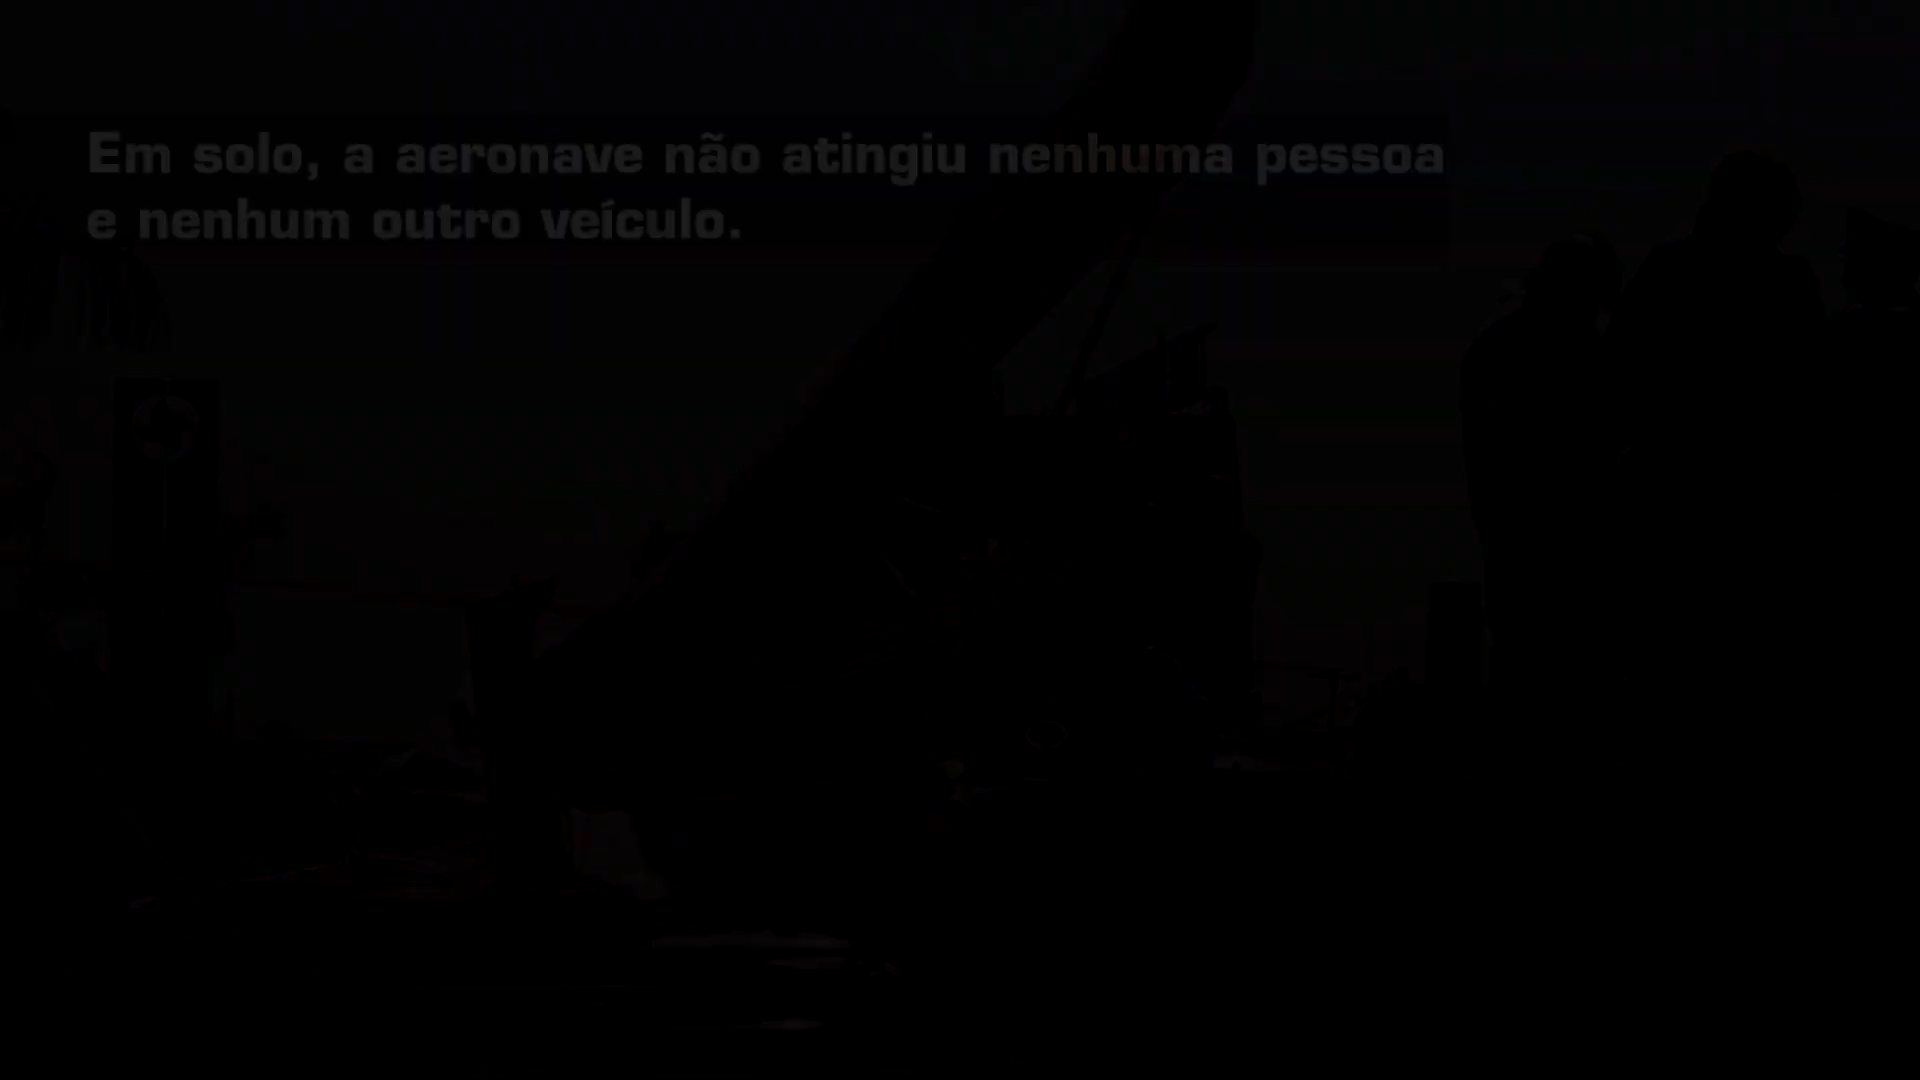 Em solo, a aeronave não atingiu nenhuma pessoa
e nenhum outro veículo.